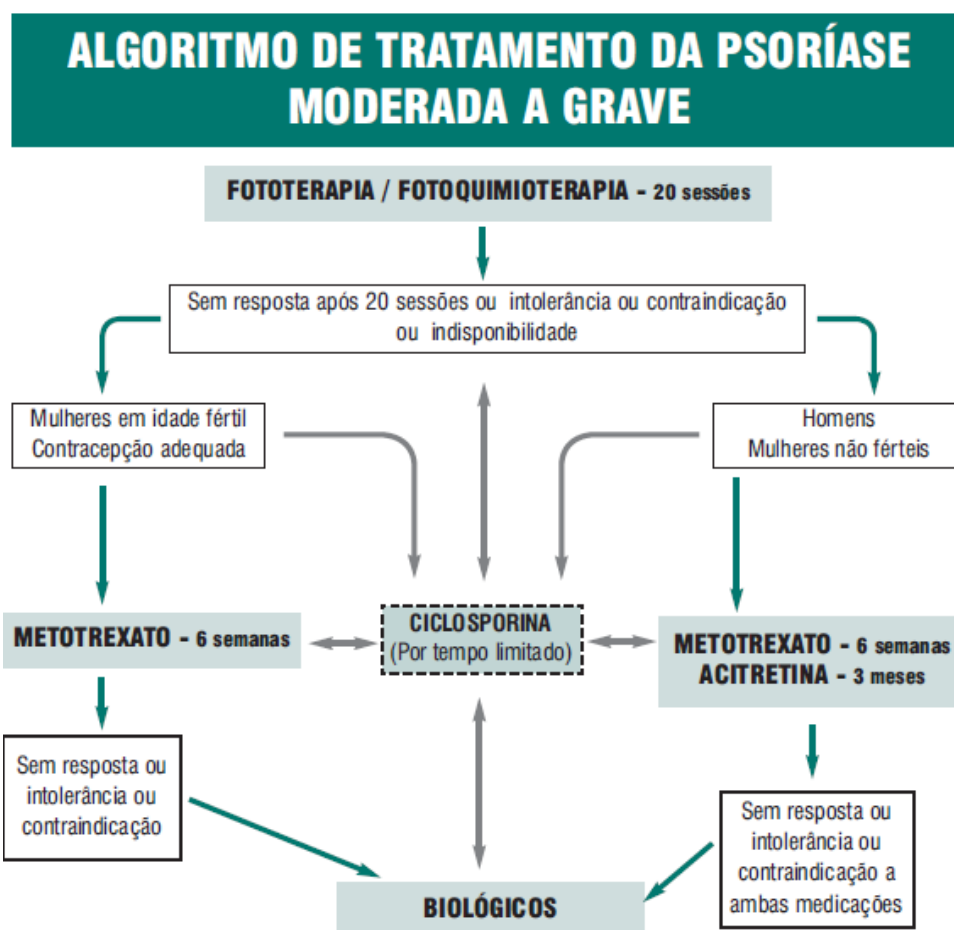 ALGORITMO DE TRATAMENTO DA PSORÍASE
MODERADA A GRAVE
FOTOTERAPIA / FOTOQUIMIOTERAPIA - 20 sessões
Sem resposta após 20 sessões ou intolerância ou contraindicação
ou indisponibilidade
Mulheres em idade fértil
Contracepção adequada
Homens
Mulheres não férteis
METOTREXATO - 6 semanas
CICLOSPORINA
(Por tempo limitado)
METOTREXATO - 6 semanas
ACITRETINA - 3 meses
Sem resposta ou
intolerância ou
contraindicação
Sem resposta ou
intolerância ou
contraindicação a
ambas medicações
BIOLÓGICOS